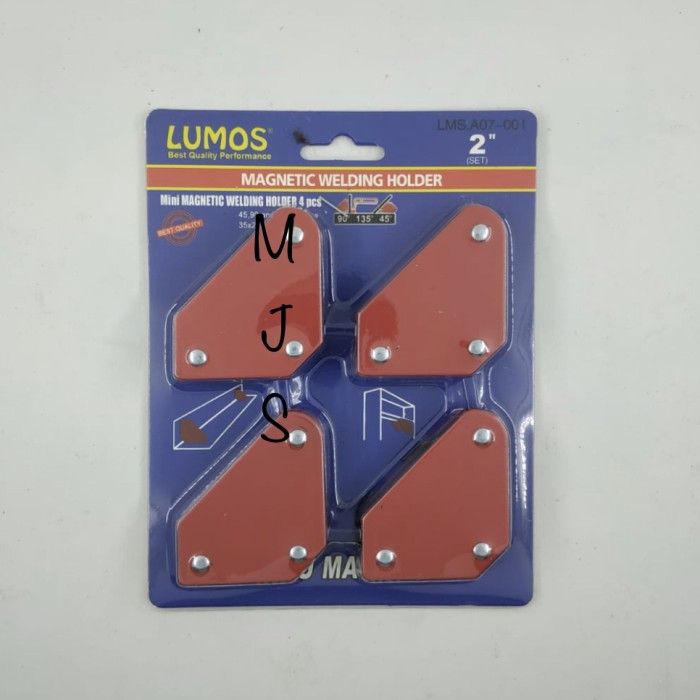 LUMOS®
Best Quality Performance
LMS.A07-001
2"
(SET)
MAGNETIC WELDING HOLDER
Mini MAGNETIC WELDING HOLDER 4 pcs
90° 135° 45°
BEST QUALITY
M
J
S